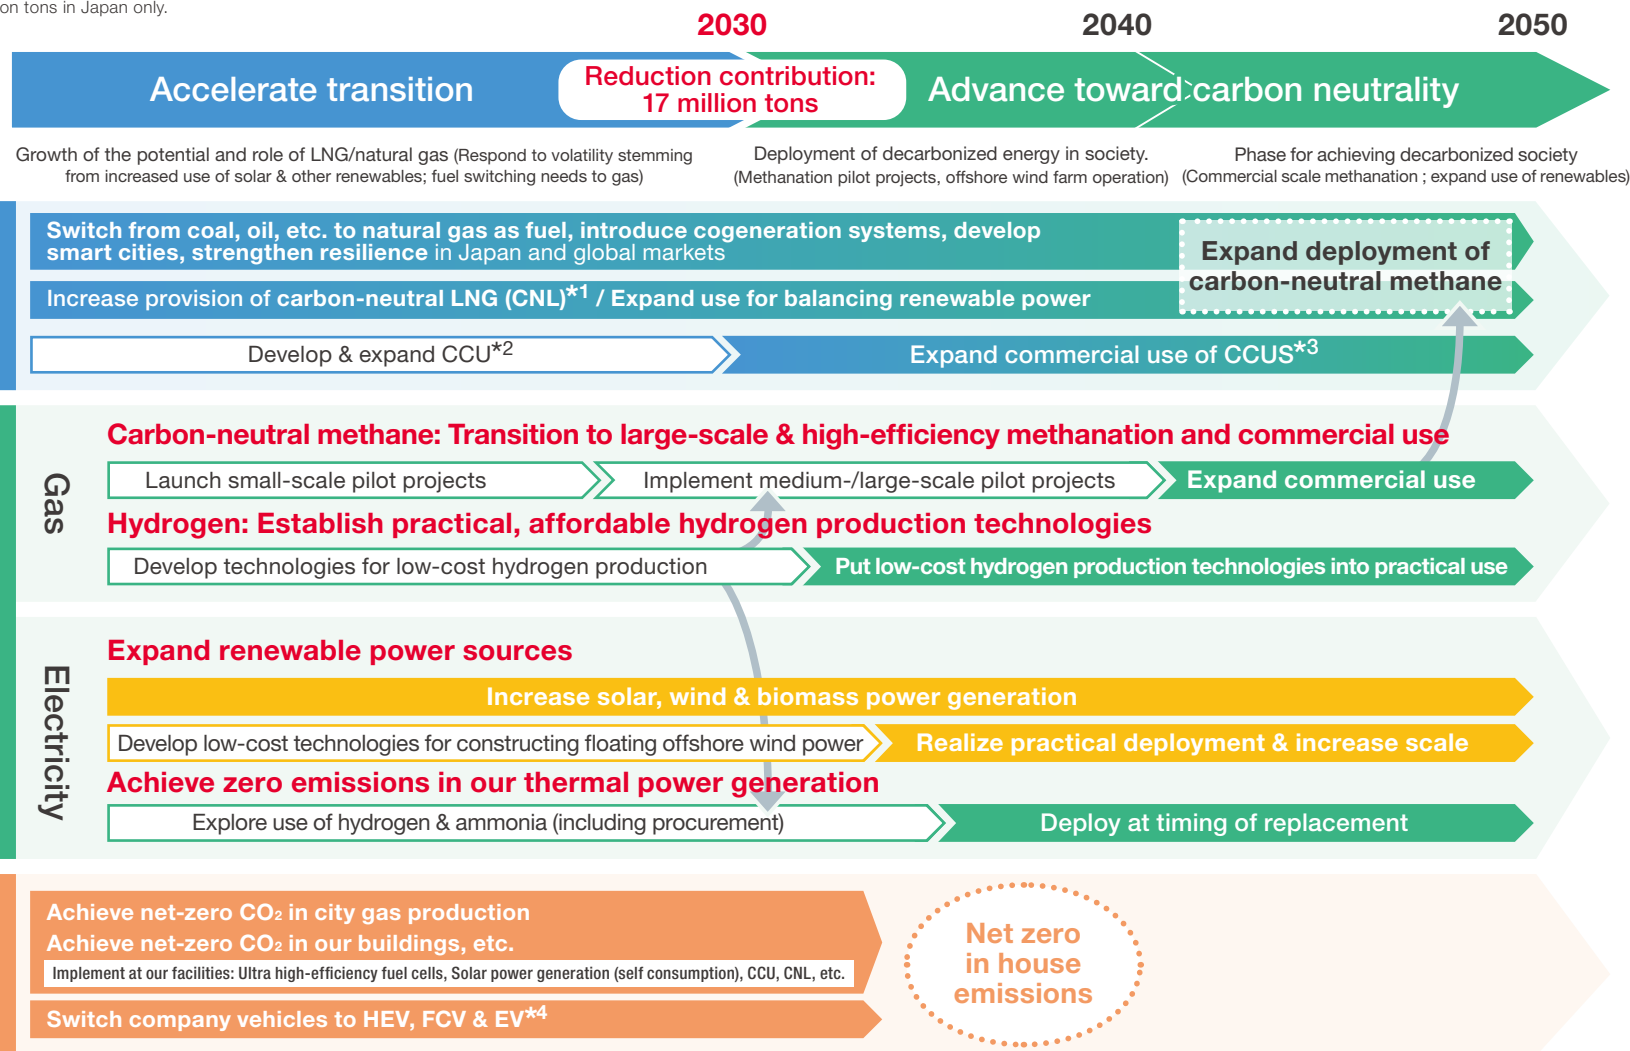 on tons in Japan only.
2030
2040
2050
Accelerate transition
Reduction contribution:
17 million tons
Advance toward carbon neutrality
Growth of the potential and role of LNG/natural gas (Respond to volatility stemming
from increased use of solar & other renewables; fuel switching needs to gas)
Deployment of decarbonized energy in society.
(Methanation pilot projects, offshore wind farm operation)
Phase for achieving decarbonized society
(Commercial scale methanation ; expand use of renewables)
Switch from coal, oil, etc. to natural gas as fuel, introduce cogeneration systems, develop
smart cities, strengthen resilience in Japan and global markets
Expand deployment of
carbon-neutral methane
Increase provision of carbon-neutral LNG (CNL)*1 / Expand use for balancing renewable power
Develop & expand CCU*2
Expand commercial use of CCUS*3
Gas
Carbon-neutral methane: Transition to large-scale & high-efficiency methanation and commercial use
Launch small-scale pilot projects
Implement medium-/large-scale pilot projects
Expand commercial use
Hydrogen: Establish practical, affordable hydrogen production technologies
Develop technologies for low-cost hydrogen production
Put low-cost hydrogen production technologies into practical use
Electricity
Expand renewable power sources
Increase solar, wind & biomass power generation
Develop low-cost technologies for constructing floating offshore wind power
Realize practical deployment & increase scale
Achieve zero emissions in our thermal power generation
Explore use of hydrogen & ammonia (including procurement)
Deploy at timing of replacement
Achieve net-zero CO₂ in city gas production
Achieve net-zero CO₂ in our buildings, etc.
Implement at our facilities: Ultra high-efficiency fuel cells, Solar power generation (self consumption), CCU, CNL, etc.
Switch company vehicles to HEV, FCV & EV*4
Net zero
in house
emissions